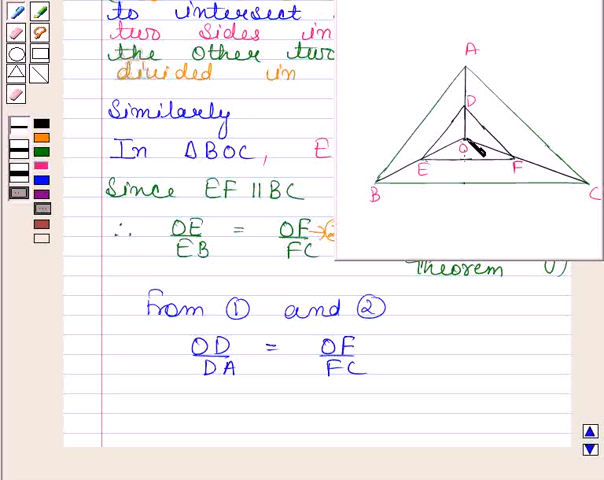 to intersect
two sides in
the other two
divided in
Similarly
In ΔBOC, E
Since EF || BC
∴ OE/EB = OF/FC →
Theorem
From ① and ②
OD/DA = OF/FC
A
D
O
E F
B C